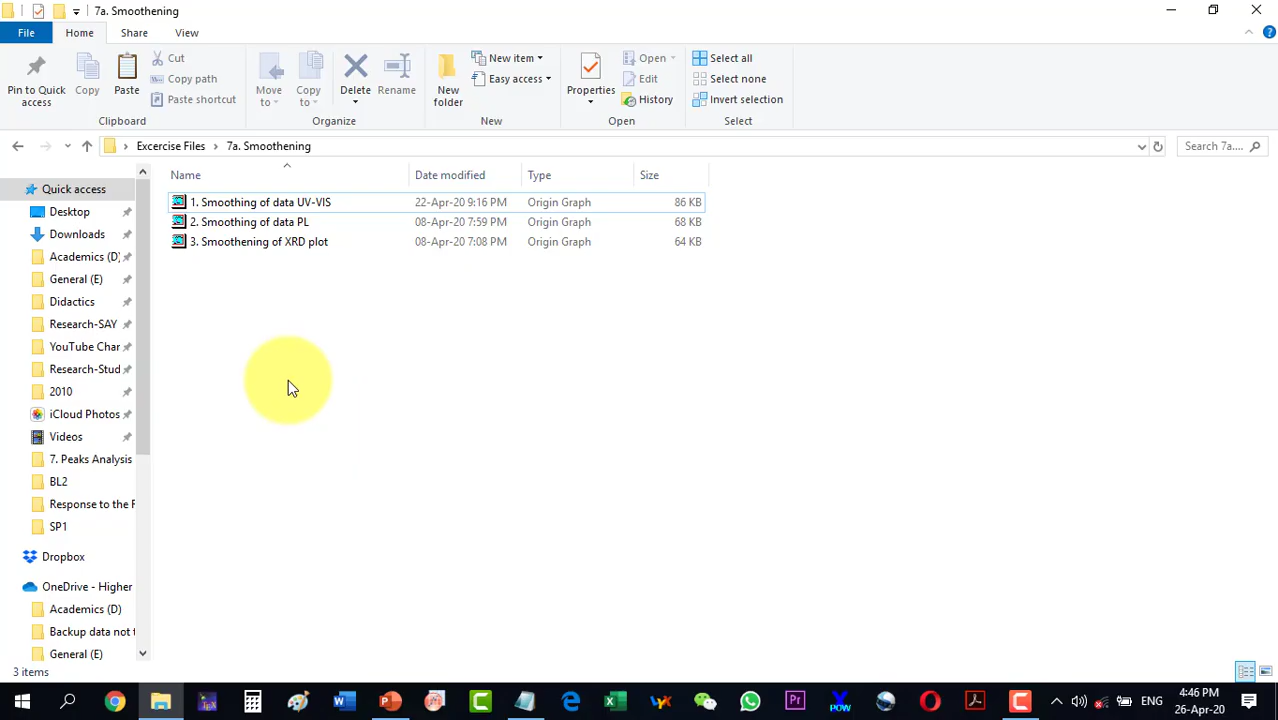 7a. Smoothening
File
Home
Share
View
Pin to Quick access
Copy
Paste
Cut
Copy path
Paste shortcut
Clipboard
Move to
Copy to
Delete
Rename
Organize
New folder
New item
Easy access
New
Properties
Open
Edit
History
Open
Select all
Select none
Invert selection
Select
Excercise Files
7a. Smoothening
Search 7a....
Name Date modified Type Size
1. Smoothing of data UV-VIS 22-Apr-20 9:16 PM Origin Graph 86 KB
2. Smoothing of data PL 08-Apr-20 7:59 PM Origin Graph 68 KB
3. Smoothening of XRD plot 08-Apr-20 7:08 PM Origin Graph 64 KB
Quick access
Desktop
Downloads
Academics (D)
General (E)
Didactics
Research-SAY
YouTube Char
Research-Stud
2010
iCloud Photos
Videos
7. Peaks Analysis
BL2
Response to the F
SP1
Dropbox
OneDrive - Higher
Academics (D)
Backup data not t
General (E)
3 items
ENG
4:46 PM
26-Apr-20